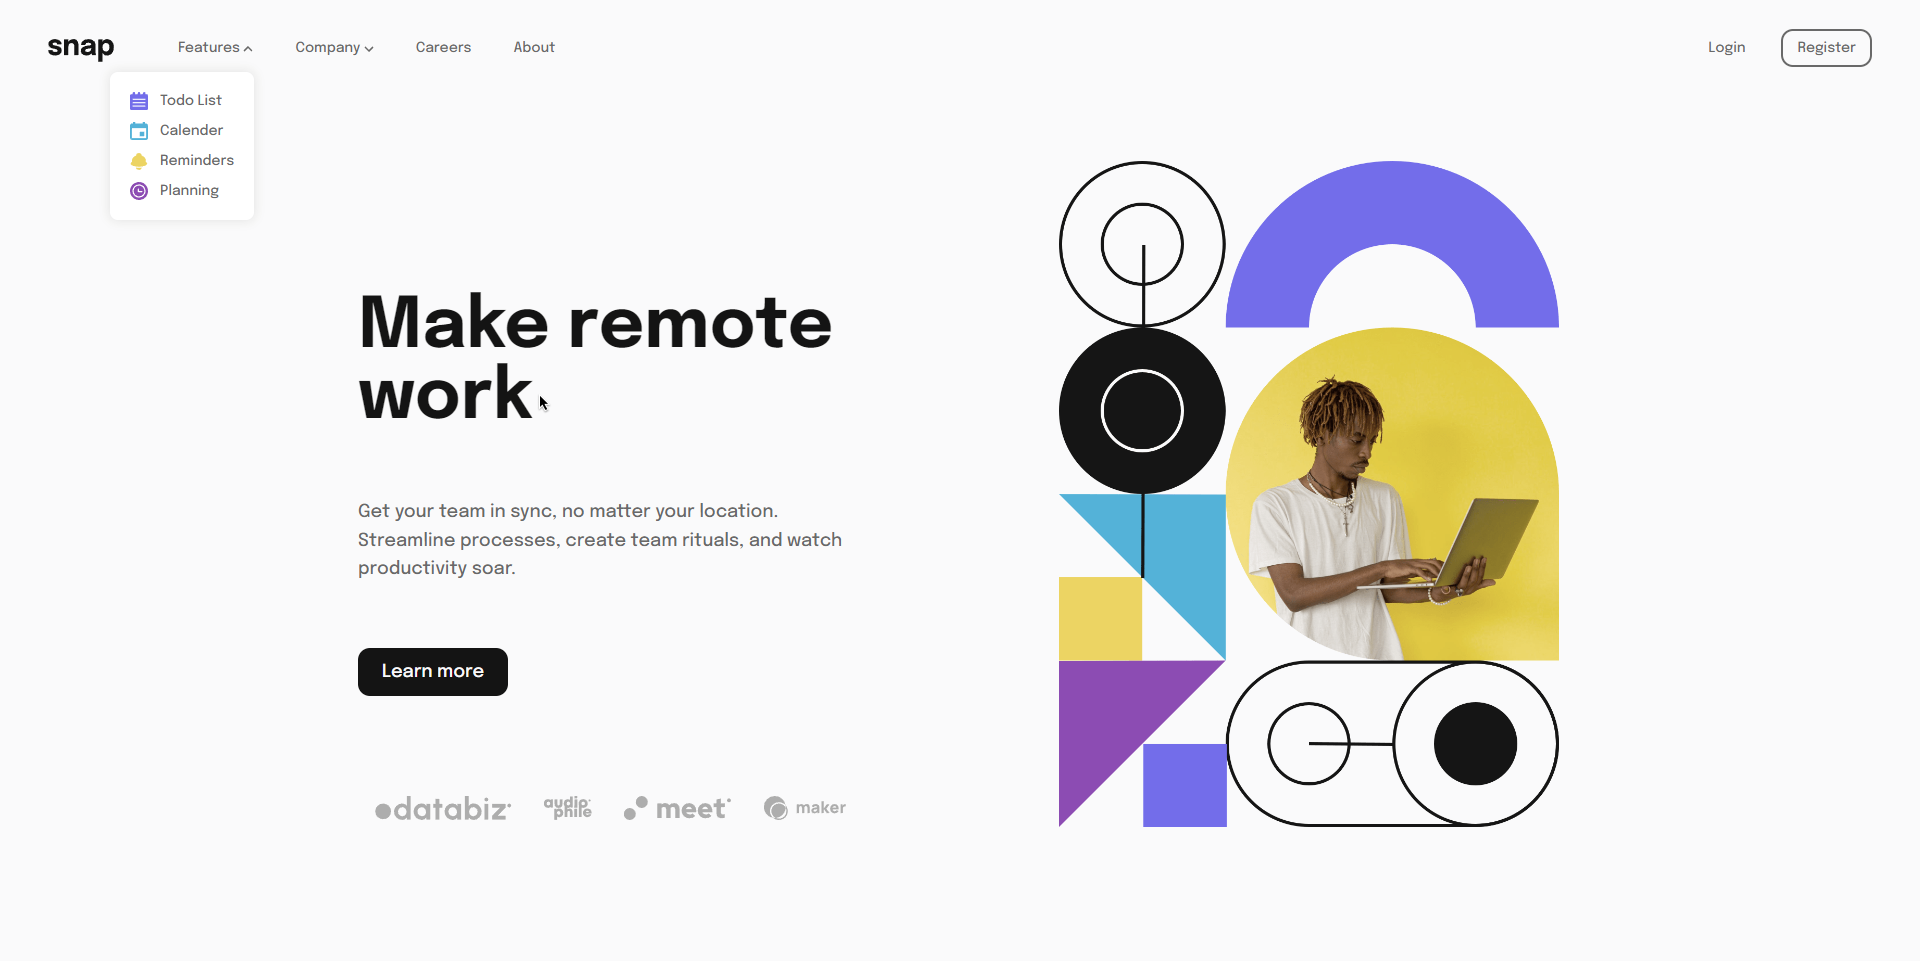 snap
Features
Company
Careers
About
Login
Register
Todo List
Calender
Reminders
Planning
Make remote
work
Get your team in sync, no matter your location.
Streamline processes, create team rituals, and watch
productivity soar.
Learn more
databiz
audio
phile
meet
maker